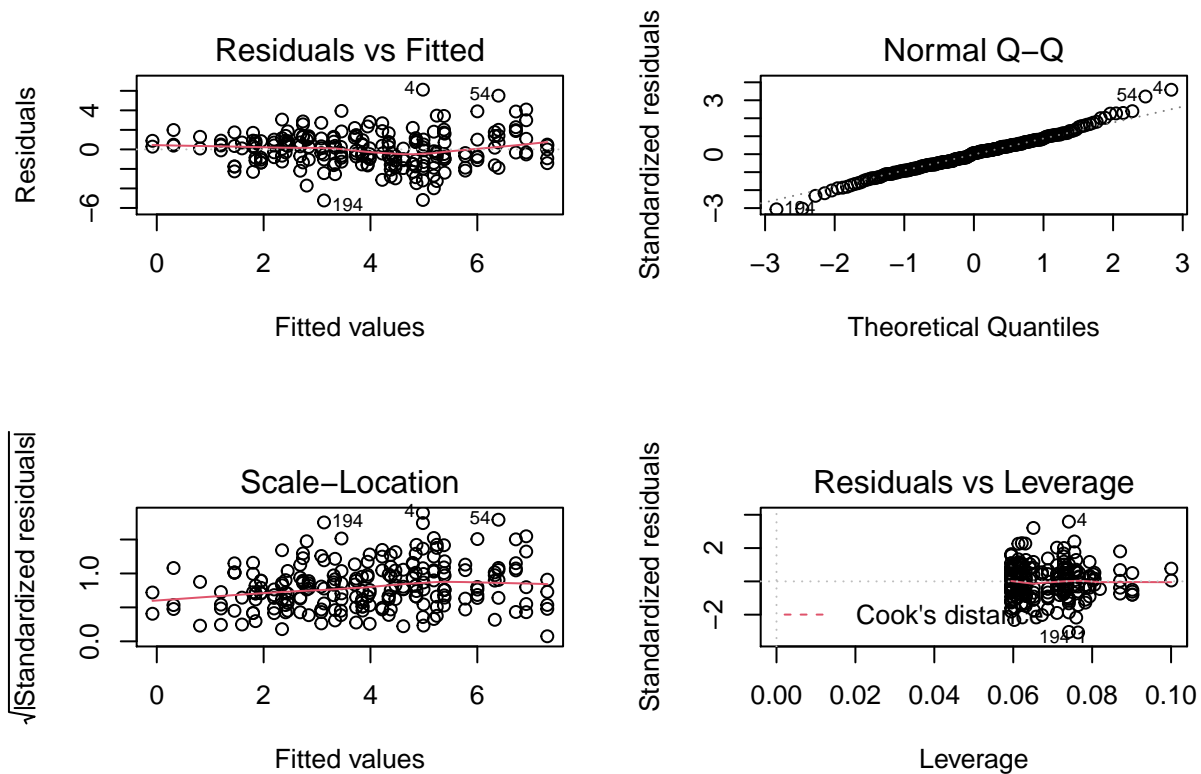 Residuals vs Fitted
Residuals
4
0
−6
4
54
194
0 2 4 6
Fitted values
Normal Q−Q
Standardized residuals
3
0
−3
54
4
194
−3 −2 −1 0 1 2 3
Theoretical Quantiles
Scale−Location
√|Standardized residuals|
1.0
0.0
194
4
54
0 2 4 6
Fitted values
Residuals vs Leverage
Standardized residuals
2
−2
4
Cook's distance
194
1
0.00 0.02 0.04 0.06 0.08 0.10
Leverage